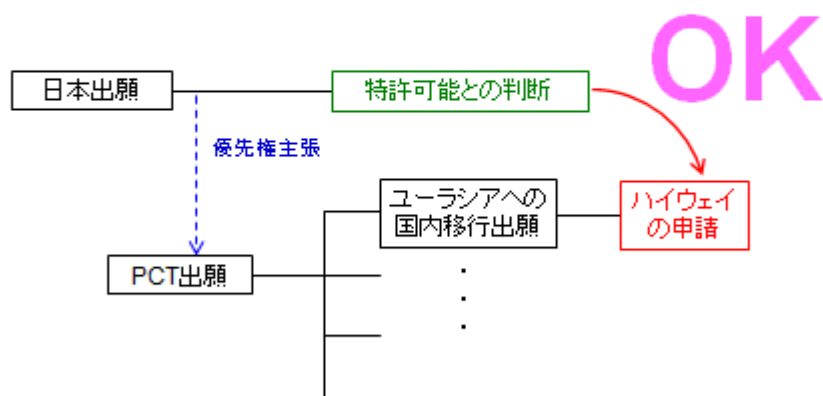 OK
日本出願
特許可能との判断
優先権主張
ユーラシアへの
国内移行出願
ハイウェイ
の申請
PCT出願